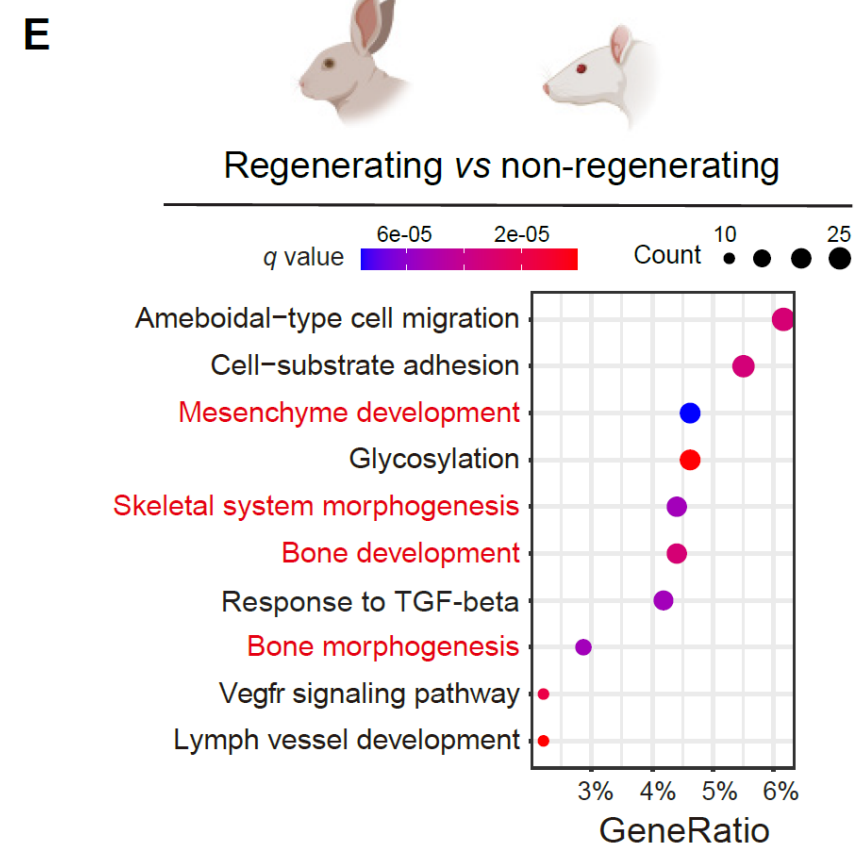 E
Regenerating vs non-regenerating
q value 6e-05 2e-05 Count 10 25
Ameboidal−type cell migration
Cell−substrate adhesion
Mesenchyme development
Glycosylation
Skeletal system morphogenesis
Bone development
Response to TGF-beta
Bone morphogenesis
Vegfr signaling pathway
Lymph vessel development
3% 4% 5% 6%
GeneRatio